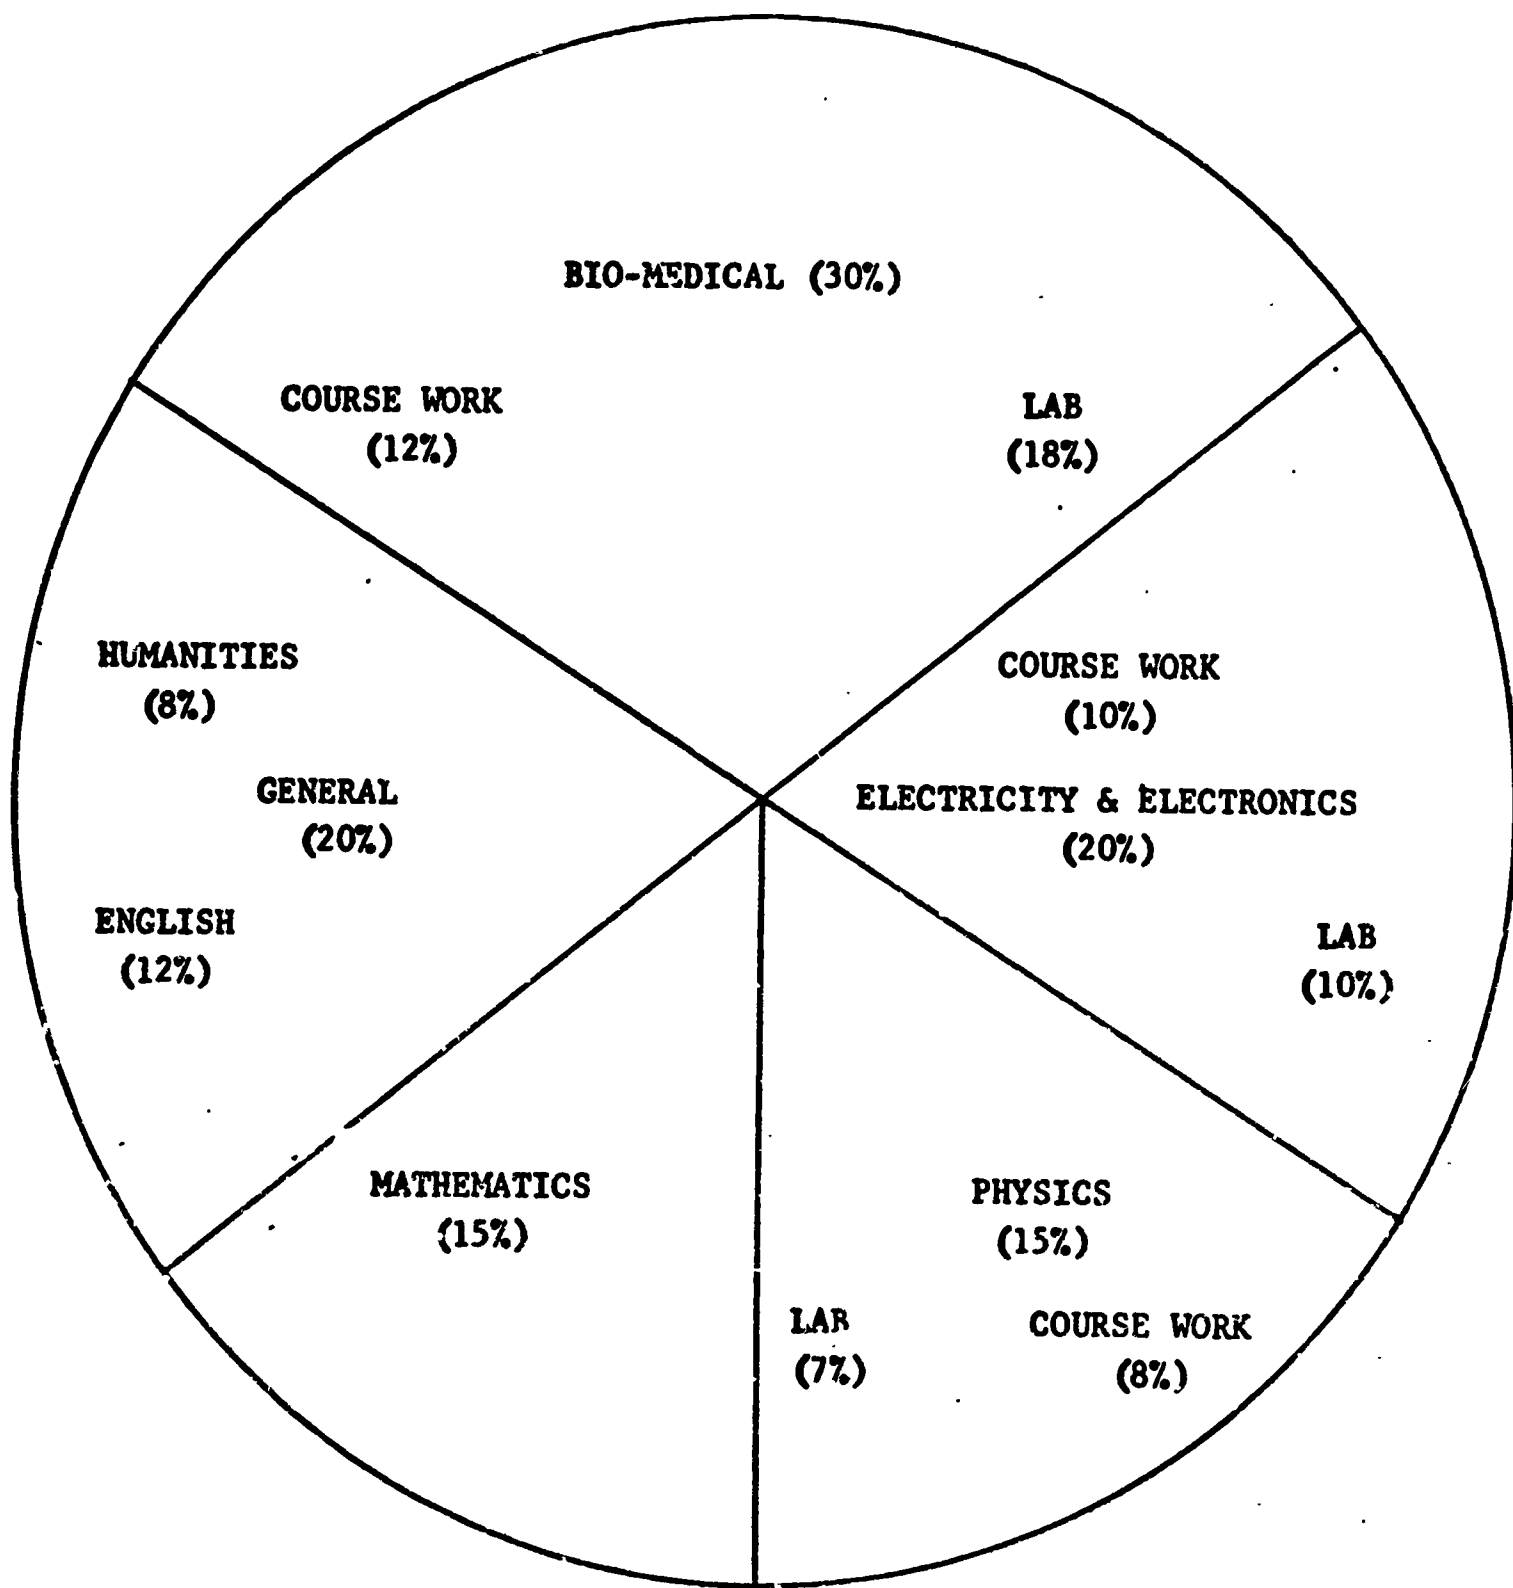 BIO-MEDICAL (30%)
COURSE WORK
(12%)
LAB
(18%)
HUMANITIES
(8%)
GENERAL
(20%)
ENGLISH
(12%)
COURSE WORK
(10%)
ELECTRICITY & ELECTRONICS
(20%)
LAB
(10%)
MATHEMATICS
(15%)
PHYSICS
(15%)
LAB
(7%)
COURSE WORK
(8%)